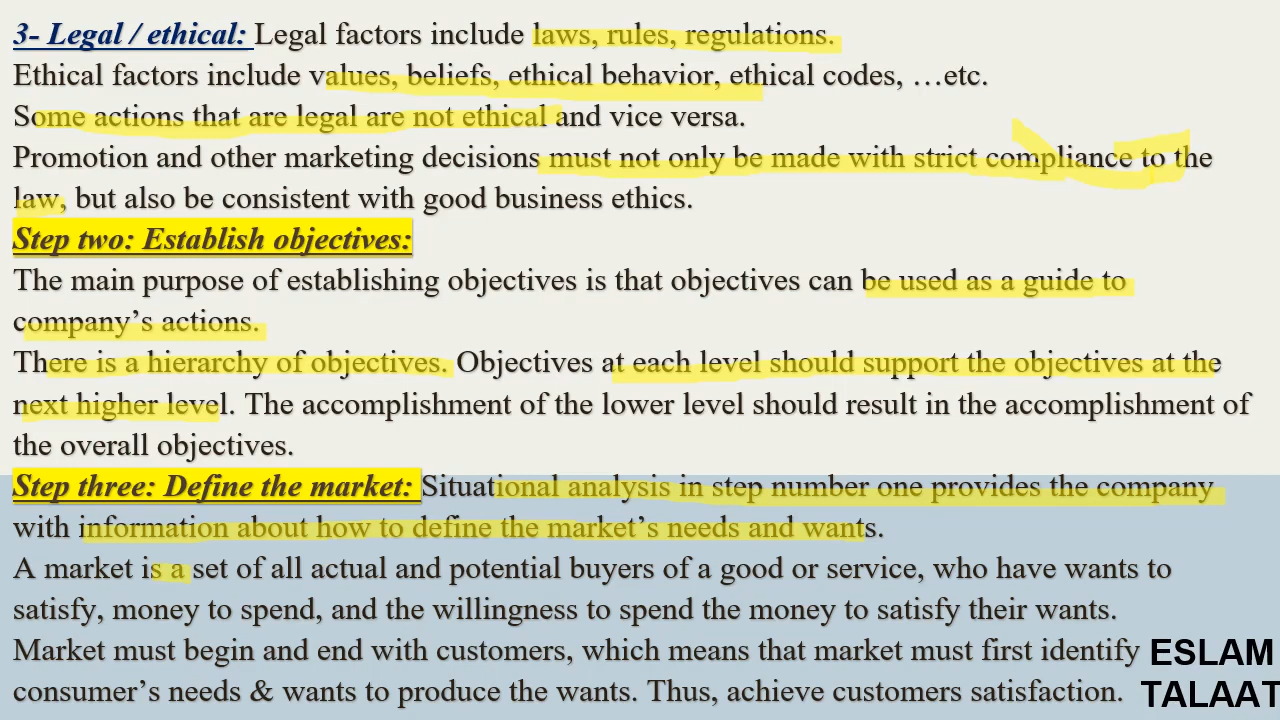 3- Legal / ethical: Legal factors include laws, rules, regulations.
Ethical factors include values, beliefs, ethical behavior, ethical codes, …etc.
Some actions that are legal are not ethical and vice versa.
Promotion and other marketing decisions must not only be made with strict compliance to the
law, but also be consistent with good business ethics.
Step two: Establish objectives:
The main purpose of establishing objectives is that objectives can be used as a guide to
company’s actions.
There is a hierarchy of objectives. Objectives at each level should support the objectives at the
next higher level. The accomplishment of the lower level should result in the accomplishment of
the overall objectives.
Step three: Define the market: Situational analysis in step number one provides the company
with information about how to define the market’s needs and wants.
A market is a set of all actual and potential buyers of a good or service, who have wants to
satisfy, money to spend, and the willingness to spend the money to satisfy their wants.
Market must begin and end with customers, which means that market must first identify
consumer’s needs & wants to produce the wants. Thus, achieve customers satisfaction.
ESLAM
TALAAT